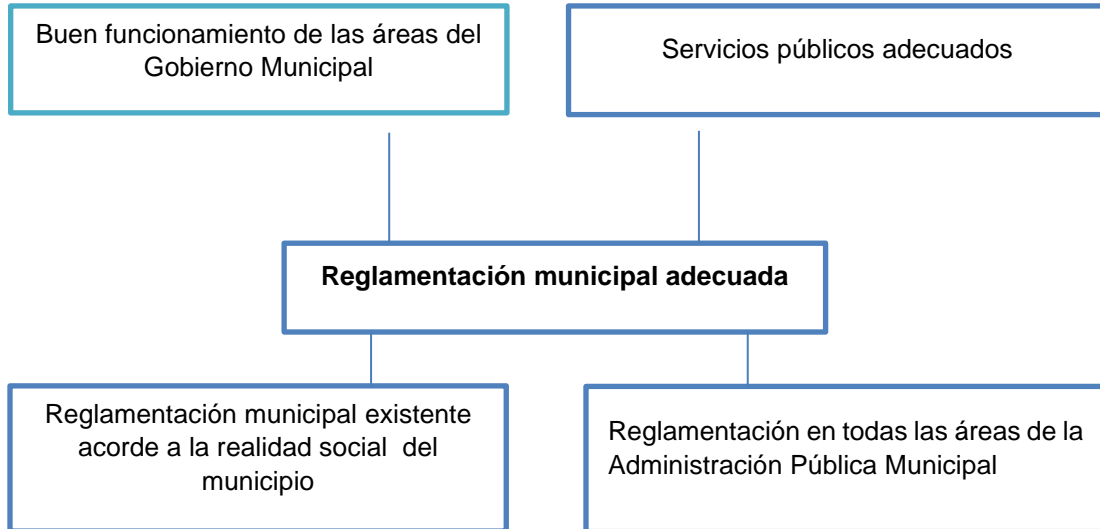 Buen funcionamiento de las áreas del
Gobierno Municipal
Servicios públicos adecuados
Reglamentación municipal adecuada
Reglamentación municipal existente
acorde a la realidad social  del
municipio
Reglamentación en todas las áreas de la
Administración Pública Municipal